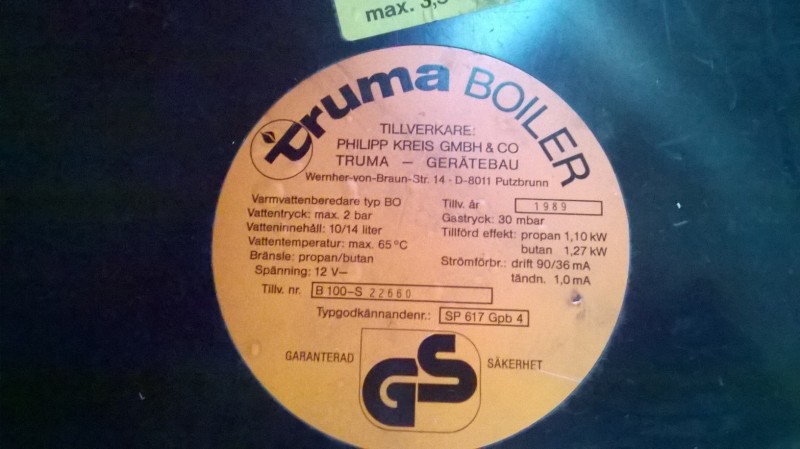 max. 3,5
truma BOILER
TILLVERKARE:
PHILIPP KREIS GMBH & CO
TRUMA — GERÄTEBAU
Wernher-von-Braun-Str. 14 · D-8011 Putzbrunn
Varmvattenberedare typ BO
Vattentryck: max. 2 bar
Vatteninnehåll: 10/14 liter
Vattentemperatur: max. 65 °C
Bränsle: propan/butan
Spänning: 12 V—
Tillv. år 1989
Gastryck: 30 mbar
Tillförd effekt: propan 1,10 kW
butan 1,27 kW
Strömförbr.: drift 90/36 mA
tändn. 1,0 mA
Tillv. nr. B 100–S 22660
Typgodkännandenr.: SP 617 Gpb 4
GARANTERAD GS SÄKERHET